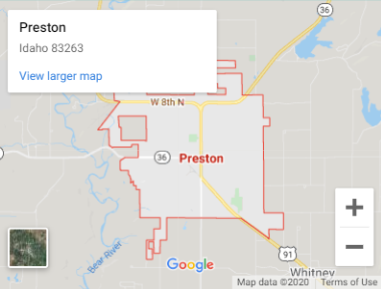 Preston
Idaho 83263
View larger map
36
W 8th N
36
Preston
Bear River
91
Google
Whitney
Map data ©2020
Terms of Use
+
−